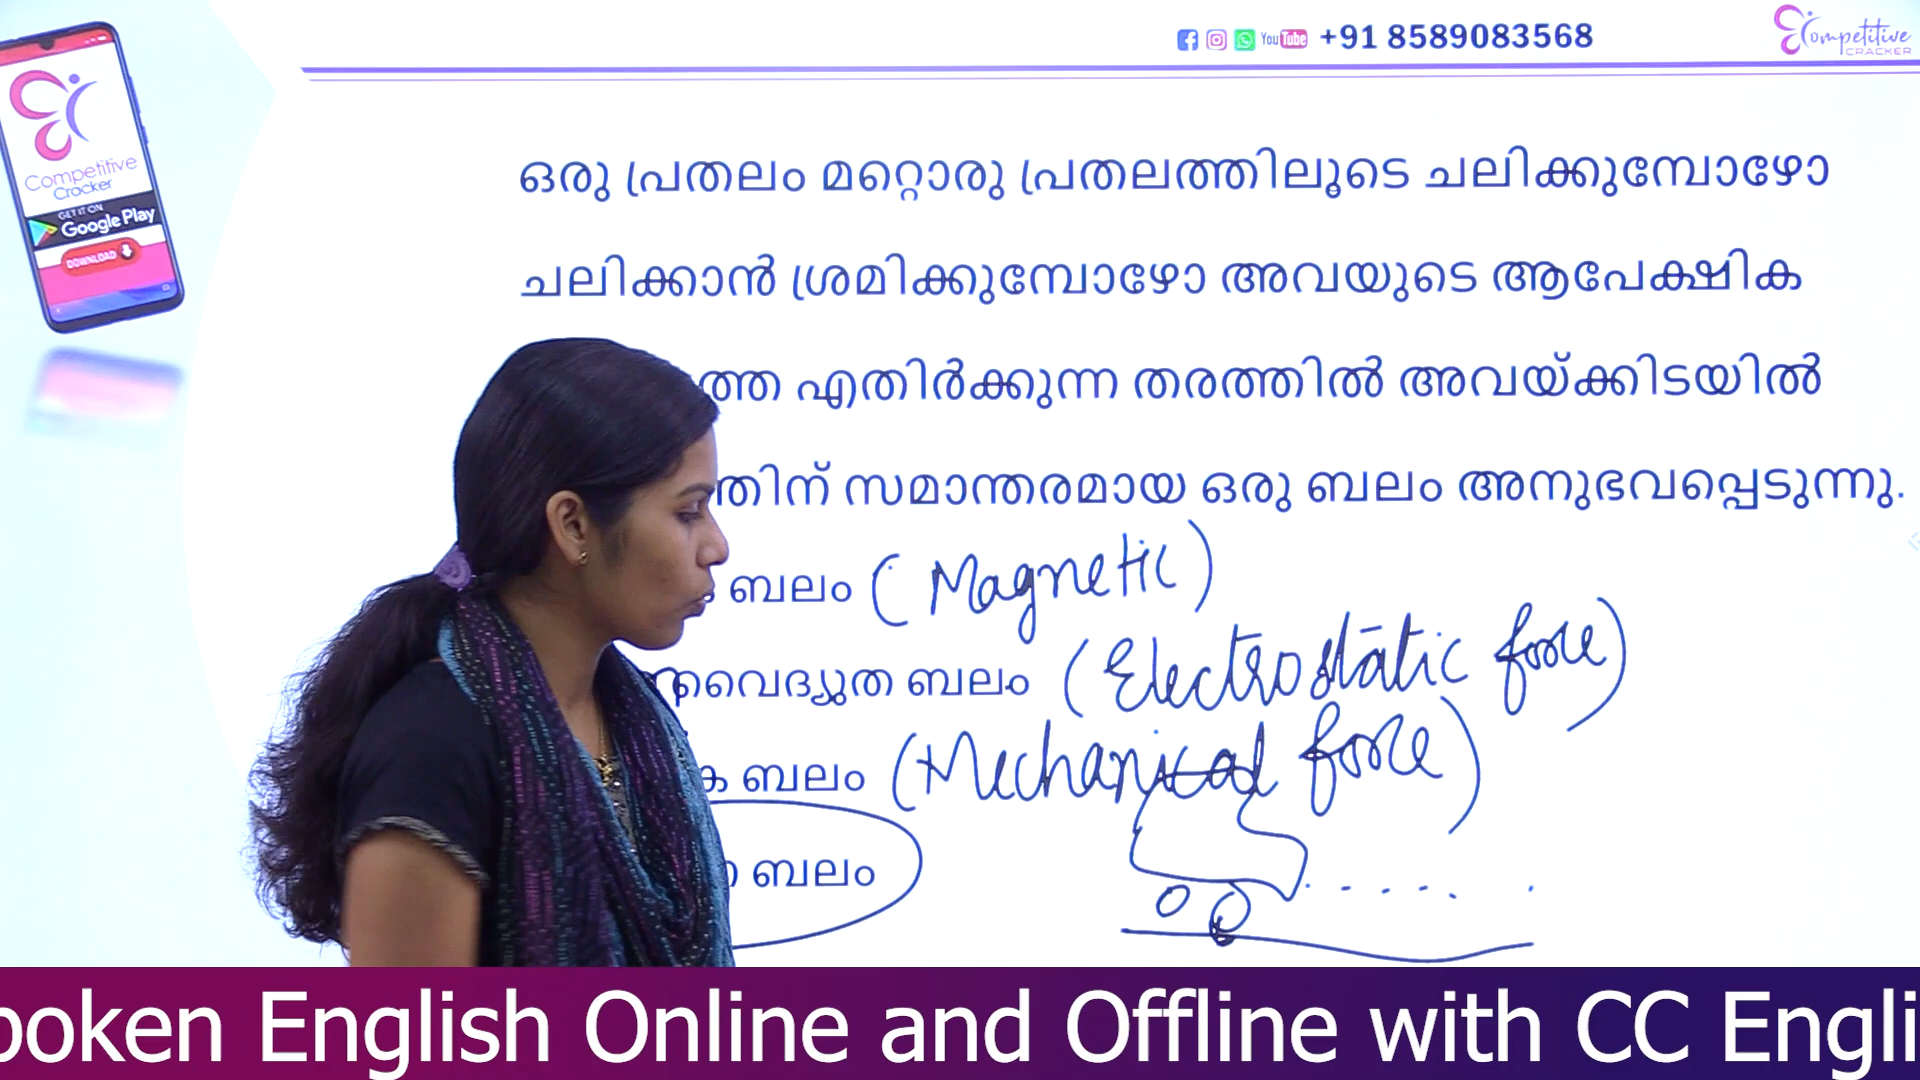 +91 8589083568
YouTube
Competitive
CRACKER
Competitive
Cracker
GET IT ON
Google Play
DOWNLOAD
ഒരു പ്രതലം മറ്റൊരു പ്രതലത്തിലൂടെ ചലിക്കുമ്പോഴോ
ചലിക്കാൻ ശ്രമിക്കുമ്പോഴോ അവയുടെ ആപേക്ഷിക
എതിർക്കുന്ന തരത്തിൽ അവയ്ക്കിടയിൽ
സമാന്തരമായ ഒരു ബലം അനുഭവപ്പെടുന്നു.
ബലം (Magnetic)
ബലം (Electrostatic force)
ബലം (Mechanical force)
ബലം
English Online and Offline with CC